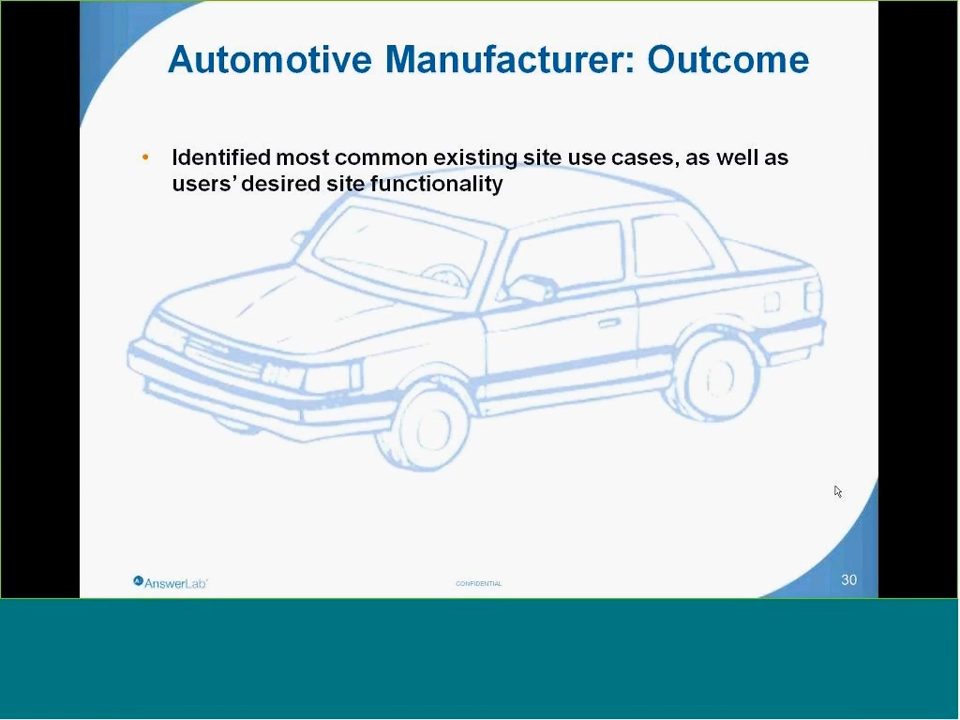 Automotive Manufacturer: Outcome
• Identified most common existing site use cases, as well as
users' desired site functionality
AnswerLab
CONFIDENTIAL
30